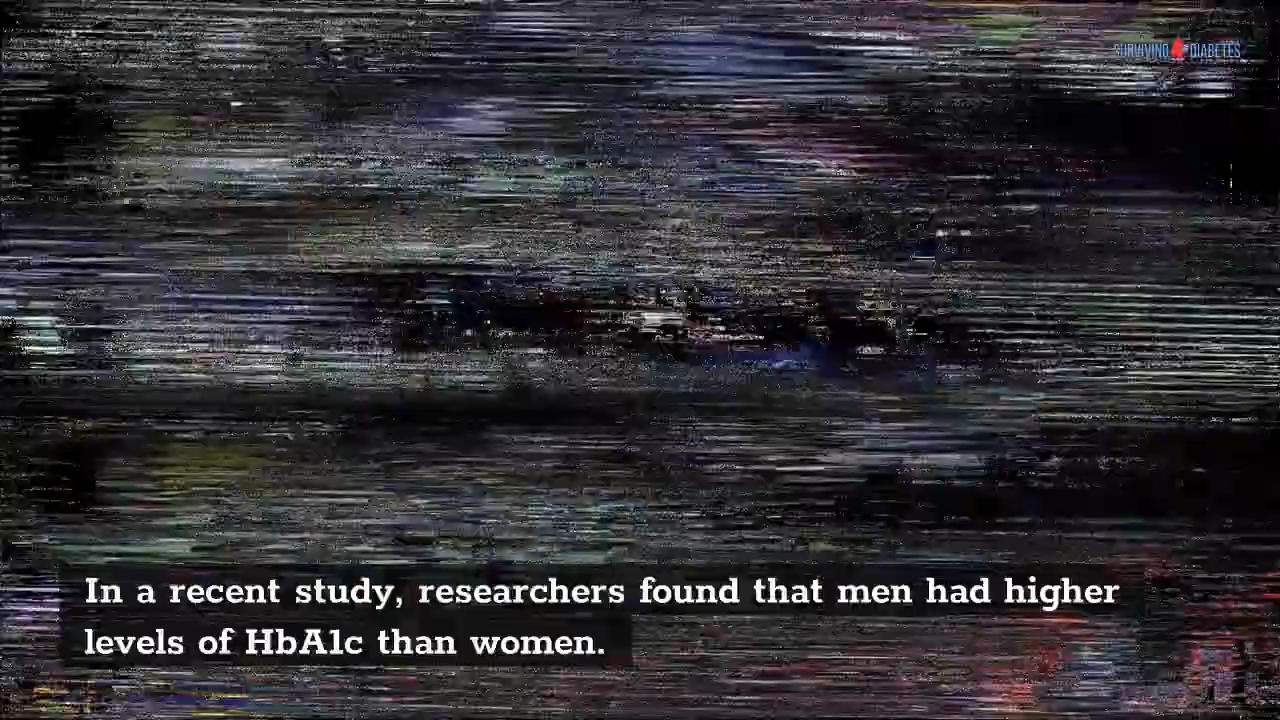 SURVIVING DIABETES
In a recent study, researchers found that men had higher
levels of HbA1c than women.